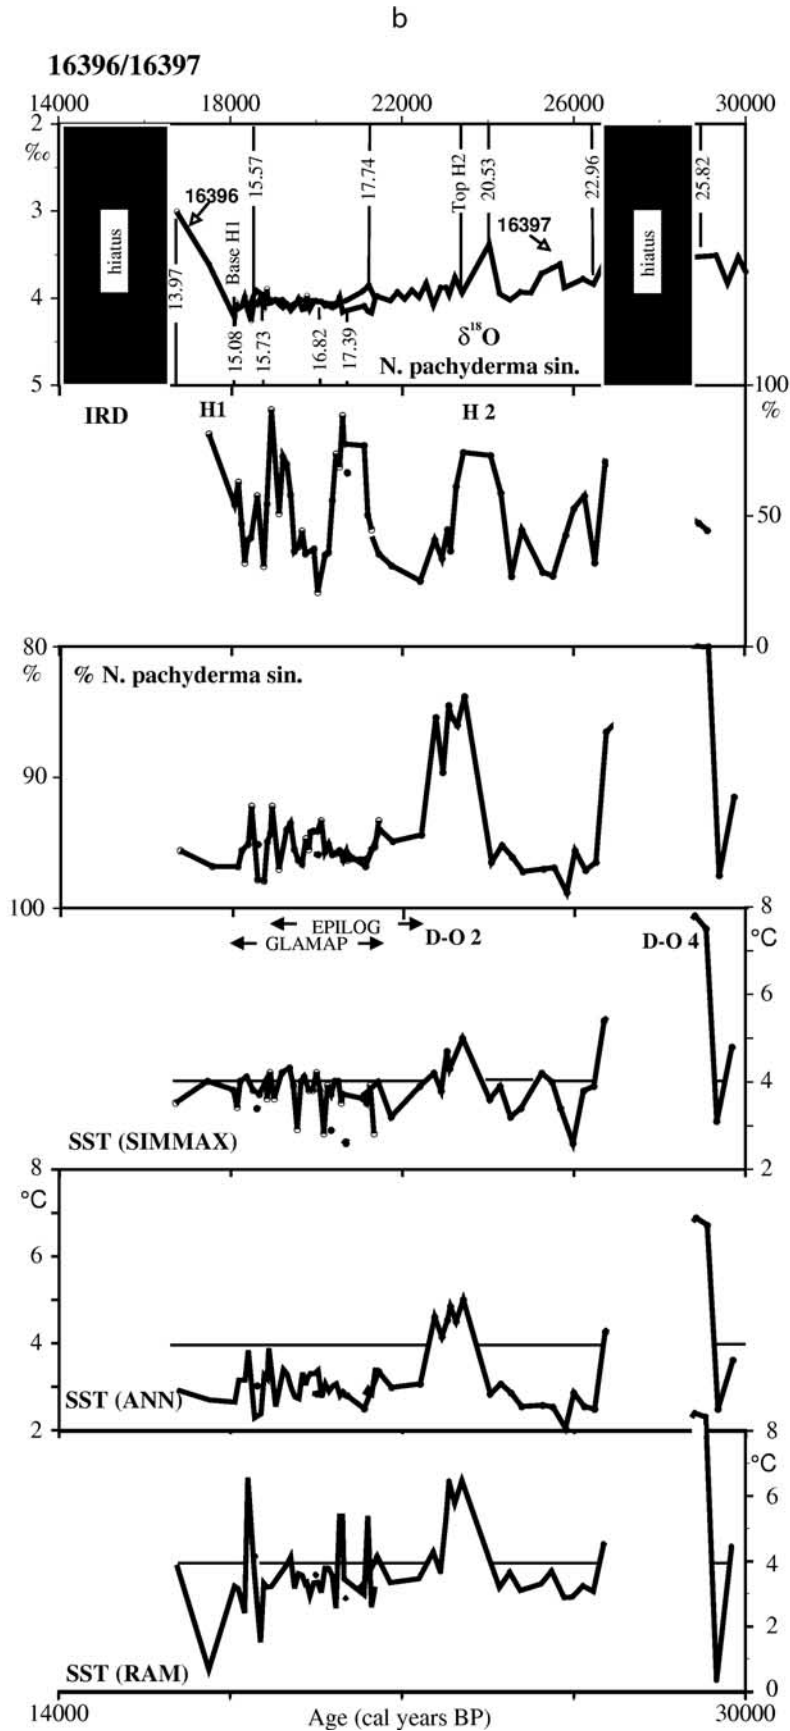 b
16396/16397
14000 18000 22000 26000 30000
2
‰
3
4
5
hiatus
13.97
16396
Base H1
15.57
17.74
Top H2
20.53
16397
22.96
hiatus
25.82
15.08
15.73
16.82
17.39
δ18O
N. pachyderma sin.
100
%
IRD
H1
H 2
50
0
80
%
% N. pachyderma sin.
90
100
EPILOG
GLAMAP
D-O 2
D-O 4
8
°C
6
4
2
SST (SIMMAX)
8
°C
6
4
2
SST (ANN)
8
°C
6
4
2
0
SST (RAM)
14000 Age (cal years BP) 30000